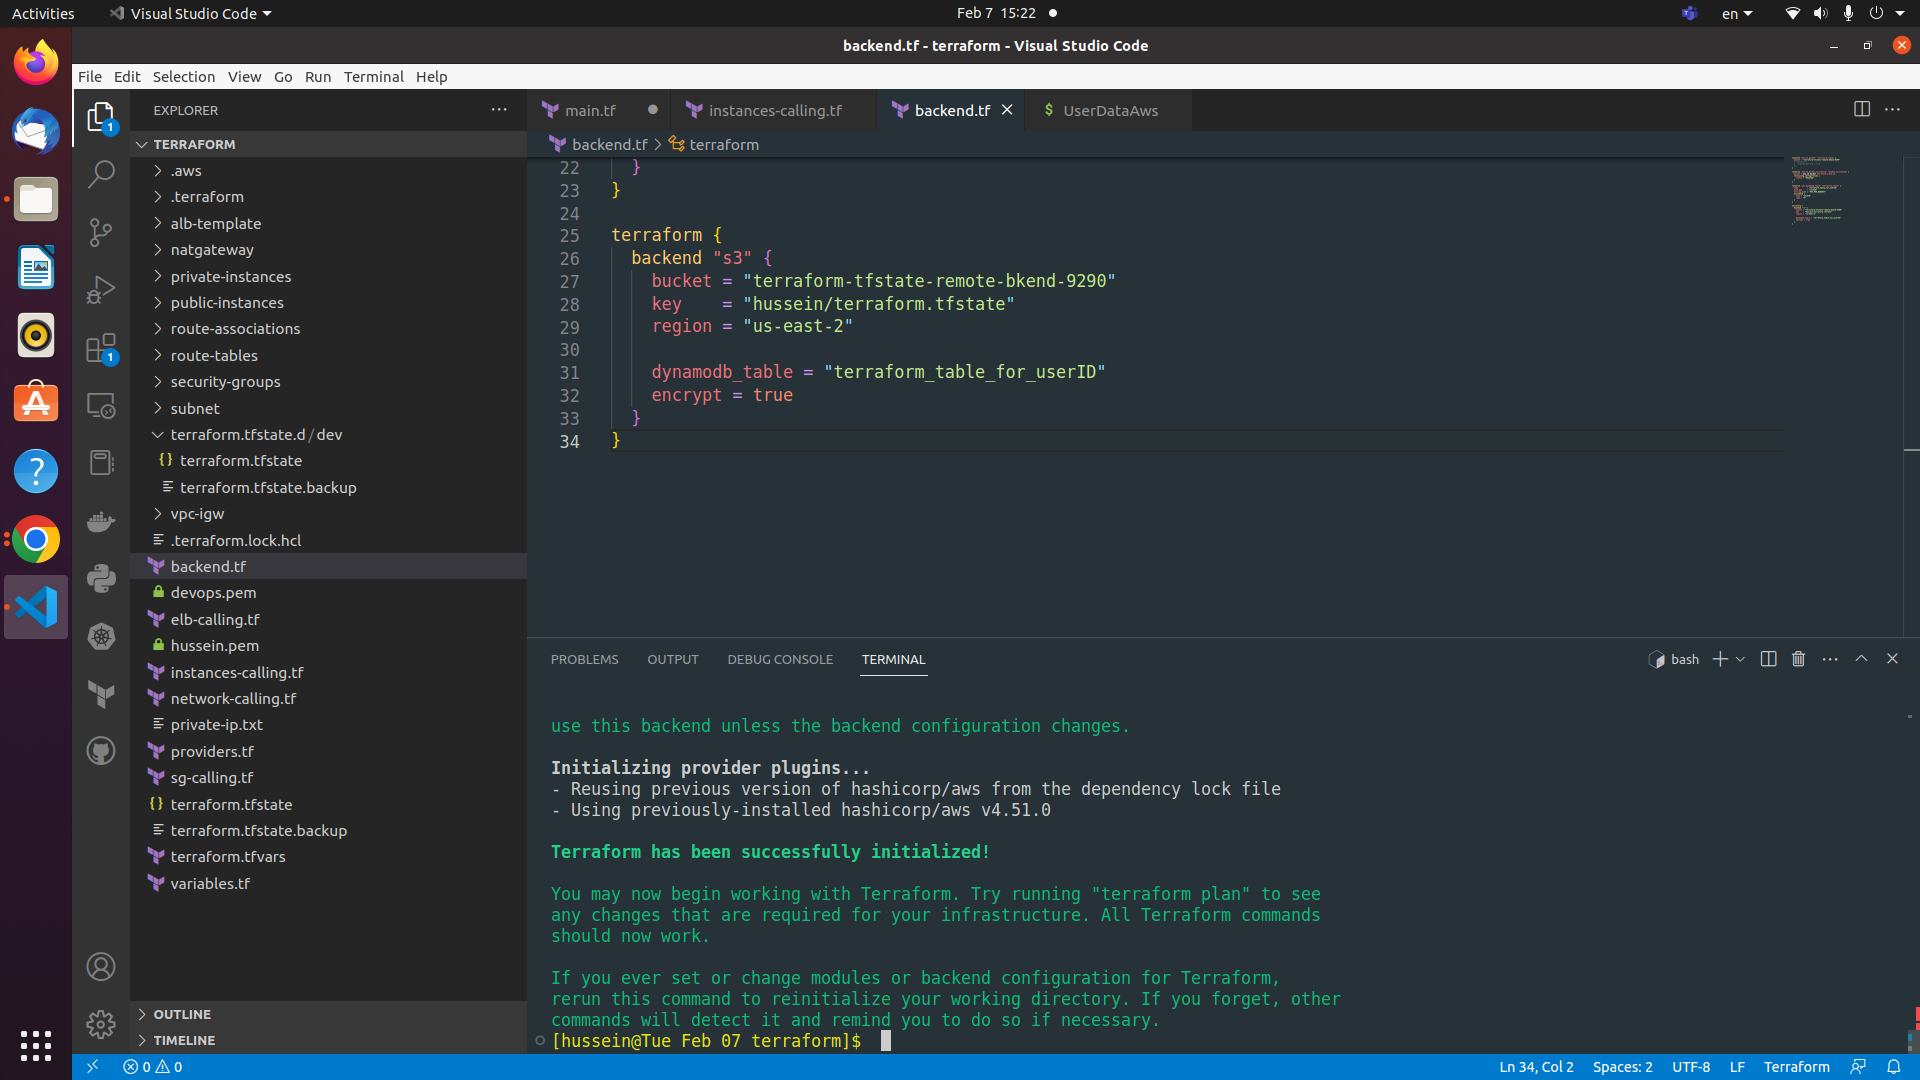 Activities
Visual Studio Code
Feb 7 15:22
en
backend.tf - terraform - Visual Studio Code
File Edit Selection View Go Run Terminal Help
EXPLORER
main.tf
instances-calling.tf
backend.tf
$ UserDataAws
backend.tf > terraform
TERRAFORM
.aws
.terraform
alb-template
natgateway
private-instances
public-instances
route-associations
route-tables
security-groups
subnet
terraform.tfstate.d/dev
{} terraform.tfstate
terraform.tfstate.backup
vpc-igw
.terraform.lock.hcl
backend.tf
devops.pem
elb-calling.tf
hussein.pem
instances-calling.tf
network-calling.tf
private-ip.txt
providers.tf
sg-calling.tf
{} terraform.tfstate
terraform.tfstate.backup
terraform.tfvars
variables.tf
OUTLINE
TIMELINE
1
1
22 }
23 }
24
25 terraform {
26 backend "s3" {
27 bucket = "terraform-tfstate-remote-bkend-9290"
28 key = "hussein/terraform.tfstate"
29 region = "us-east-2"
30
31 dynamodb_table = "terraform_table_for_userID"
32 encrypt = true
33 }
34 }
PROBLEMS OUTPUT DEBUG CONSOLE TERMINAL
bash
use this backend unless the backend configuration changes.
Initializing provider plugins...
- Reusing previous version of hashicorp/aws from the dependency lock file
- Using previously-installed hashicorp/aws v4.51.0
Terraform has been successfully initialized!
You may now begin working with Terraform. Try running "terraform plan" to see
any changes that are required for your infrastructure. All Terraform commands
should now work.
If you ever set or change modules or backend configuration for Terraform,
rerun this command to reinitialize your working directory. If you forget, other
commands will detect it and remind you to do so if necessary.
[hussein@Tue Feb 07 terraform]$
0 0
Ln 34, Col 2 Spaces: 2 UTF-8 LF Terraform